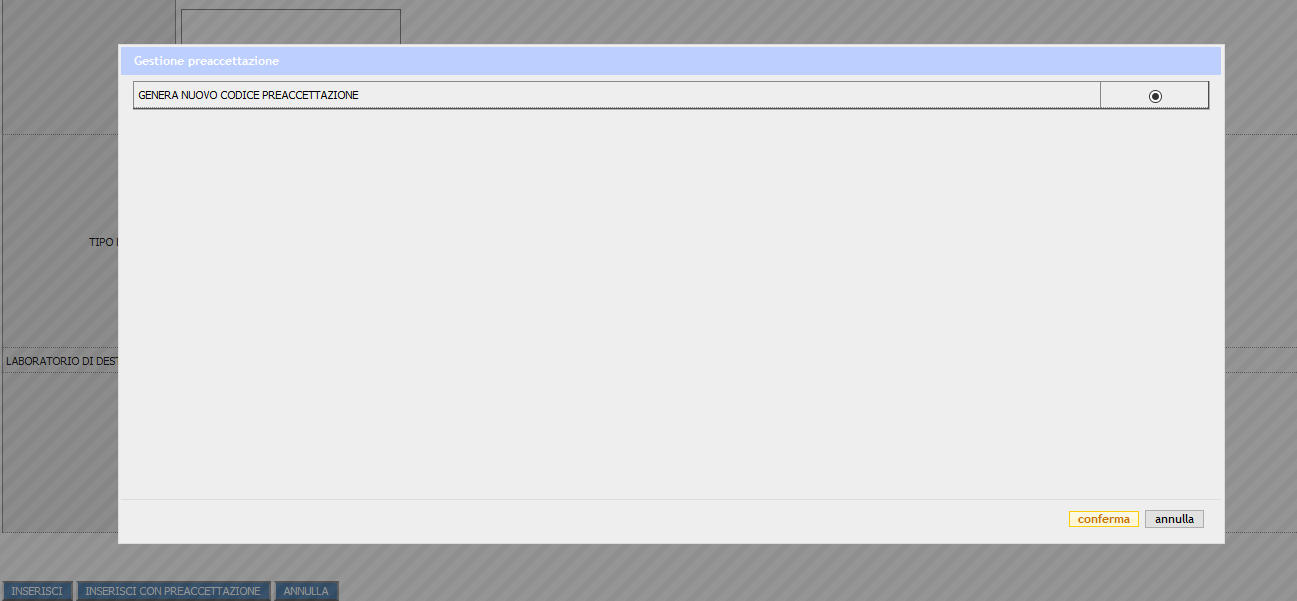 Gestione preaccettazione
GENERA NUOVO CODICE PREACCETTAZIONE
TIPO
LABORATORIO DI DEST
conferma annulla
INSERISCI INSERISCI CON PREACCETTAZIONE ANNULLA